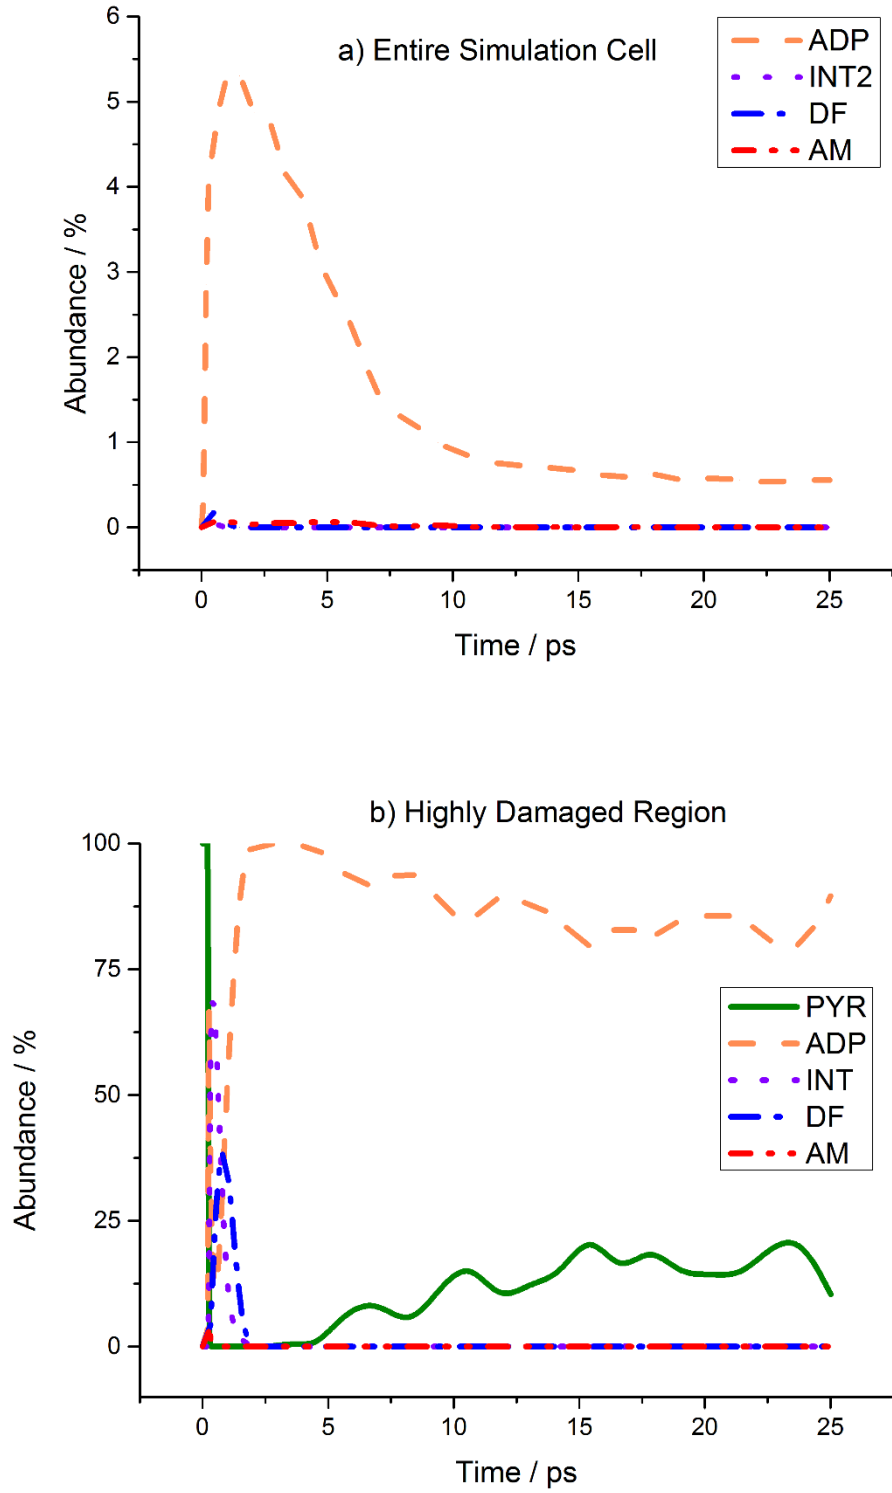 a) Entire Simulation Cell
ADP
INT2
DF
AM
6
5
4
3
2
1
0
Abundance / %
0 5 10 15 20 25
Time / ps
b) Highly Damaged Region
PYR
ADP
INT
DF
AM
100
75
50
25
0
Abundance / %
0 5 10 15 20 25
Time / ps